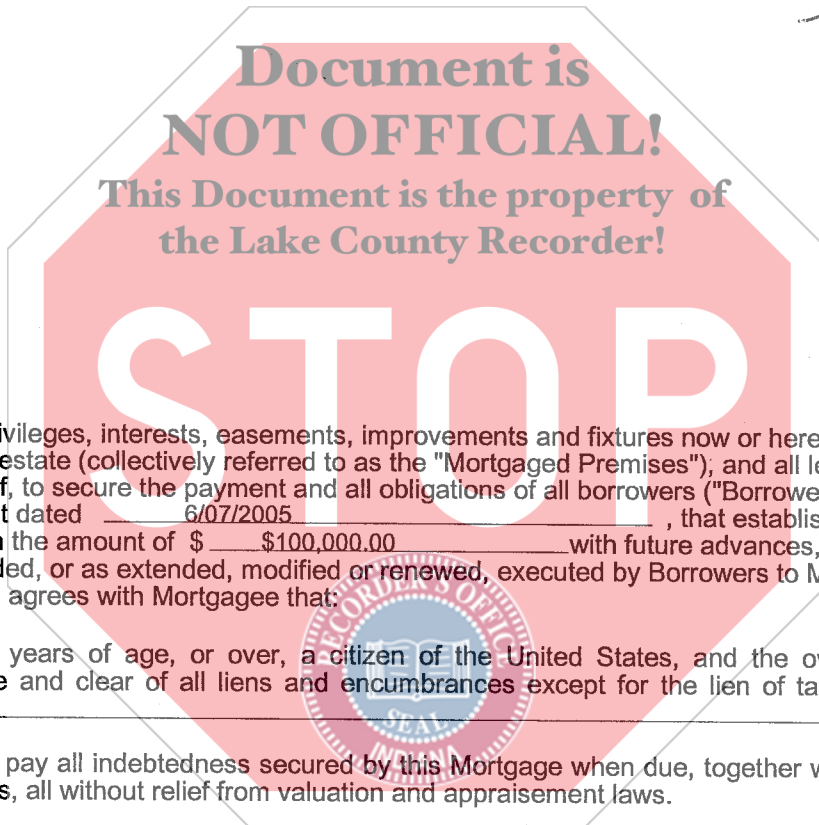 Document is
NOT OFFICIAL!
This Document is the property of
the Lake County Recorder!
STOP
ivileges, interests, easements, improvements and fixtures now or here
estate (collectively referred to as the "Mortgaged Premises"); and all le
f, to secure the payment and all obligations of all borrowers ("Borrowe
t dated 6/07/2005 , that establis
the amount of $ $100,000.00 with future advances,
ded, or as extended, modified or renewed, executed by Borrowers to M
agrees with Mortgagee that:
RECORDER'S OFFICE
years of age, or over, a citizen of the United States, and the ov
e and clear of all liens and encumbrances except for the lien of ta
SEAL
INDIANA
pay all indebtedness secured by this Mortgage when due, together w
s, all without relief from valuation and appraisement laws.